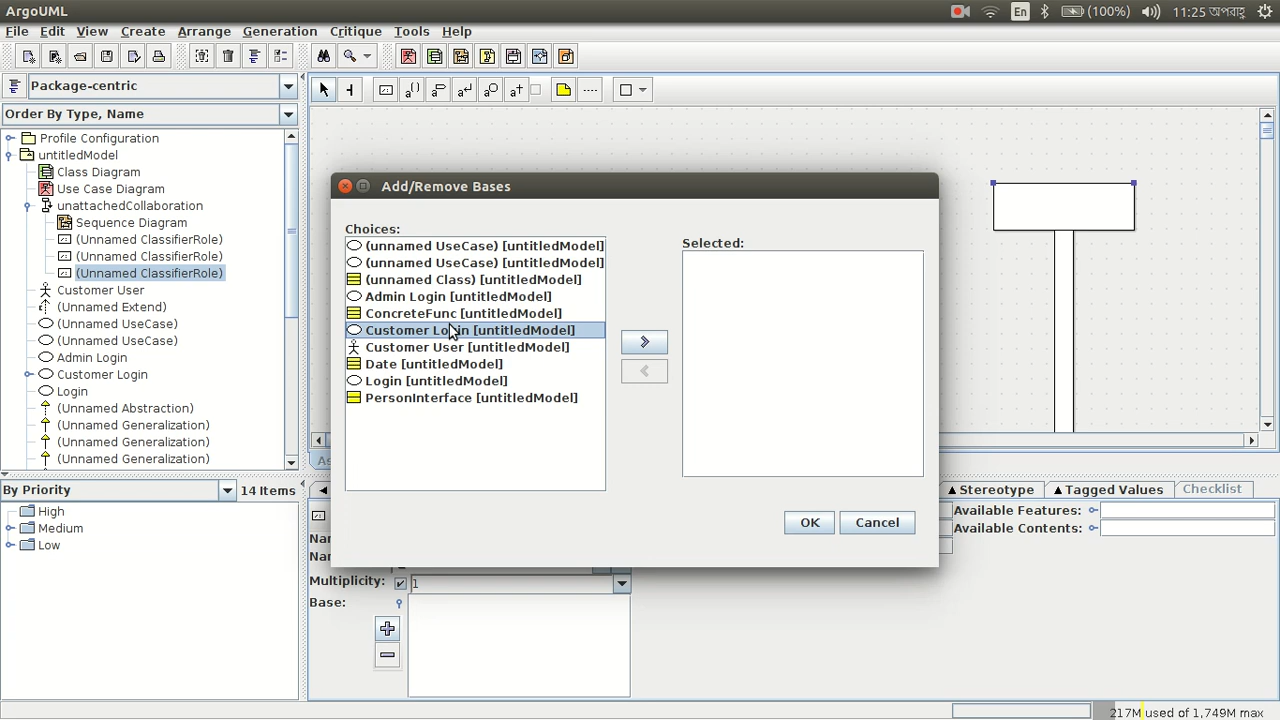 ArgoUML
En
(100%)
11:25 অপরাহ্ণ
File Edit View Create Arrange Generation Critique Tools Help
Package-centric
Order By Type, Name
Profile Configuration
untitledModel
Class Diagram
Use Case Diagram
unattachedCollaboration
Sequence Diagram
(Unnamed ClassifierRole)
(Unnamed ClassifierRole)
(Unnamed ClassifierRole)
Customer User
(Unnamed Extend)
(Unnamed UseCase)
(Unnamed UseCase)
Admin Login
Customer Login
Login
(Unnamed Abstraction)
(Unnamed Generalization)
(Unnamed Generalization)
(Unnamed Generalization)
Add/Remove Bases
Choices:
(unnamed UseCase) [untitledModel]
(unnamed UseCase) [untitledModel]
(unnamed Class) [untitledModel]
Admin Login [untitledModel]
ConcreteFunc [untitledModel]
Customer Login [untitledModel]
Customer User [untitledModel]
Date [untitledModel]
Login [untitledModel]
PersonInterface [untitledModel]
Selected:
OK Cancel
By Priority 14 Items
High
Medium
Low
Stereotype Tagged Values Checklist
Available Features:
Available Contents:
Multiplicity: 1
Base:
217M used of 1,749M max